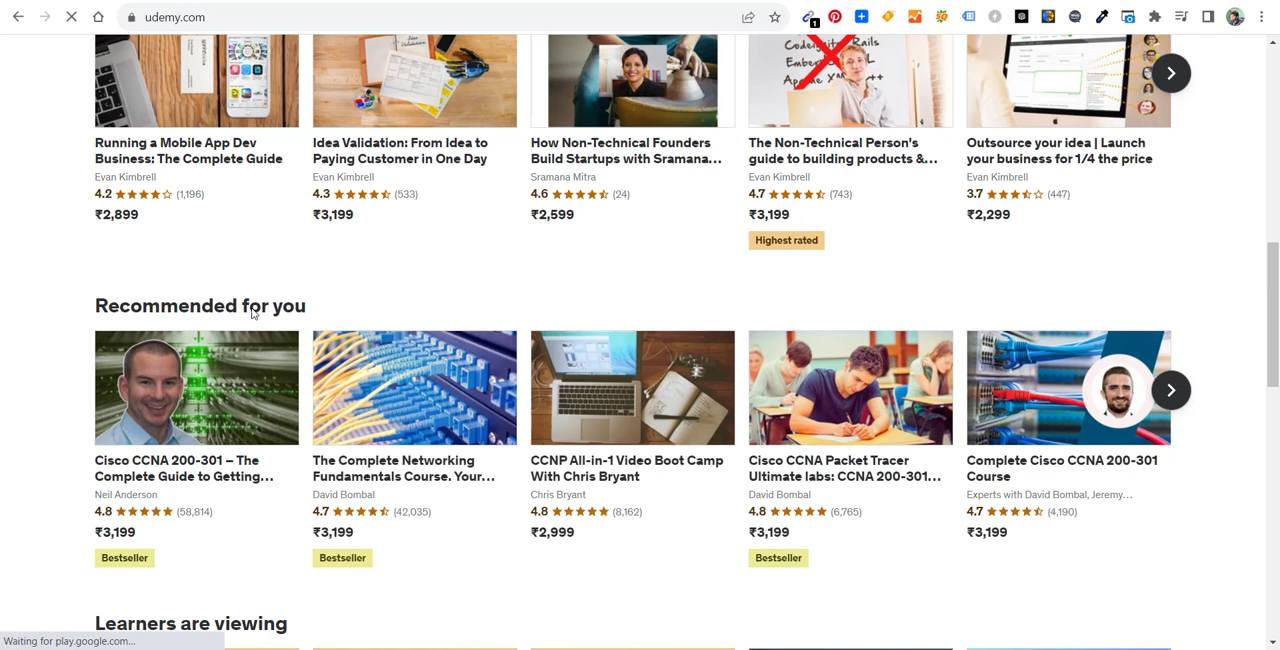 udemy.com
1
Codeigniter Rails
Running a Mobile App Dev
Business: The Complete Guide
Evan Kimbrell
4.2 (1,196)
₹2,899
Idea Validation: From Idea to
Paying Customer in One Day
Evan Kimbrell
4.3 (533)
₹3,199
How Non-Technical Founders
Build Startups with Sramana...
Sramana Mitra
4.6 (24)
₹2,599
The Non-Technical Person's
guide to building products &...
Evan Kimbrell
4.7 (743)
₹3,199
Highest rated
Outsource your idea | Launch
your business for 1/4 the price
Evan Kimbrell
3.7 (447)
₹2,299
Recommended for you
Cisco CCNA 200-301 – The
Complete Guide to Getting...
Neil Anderson
4.8 (58,814)
₹3,199
Bestseller
The Complete Networking
Fundamentals Course. Your...
David Bombal
4.7 (42,035)
₹3,199
Bestseller
CCNP All-in-1 Video Boot Camp
With Chris Bryant
Chris Bryant
4.8 (8,162)
₹2,999
Cisco CCNA Packet Tracer
Ultimate labs: CCNA 200-301...
David Bombal
4.8 (6,765)
₹3,199
Bestseller
Complete Cisco CCNA 200-301
Course
Experts with David Bombal, Jeremy...
4.7 (4,190)
₹3,199
Learners are viewing
Waiting for play.google.com...